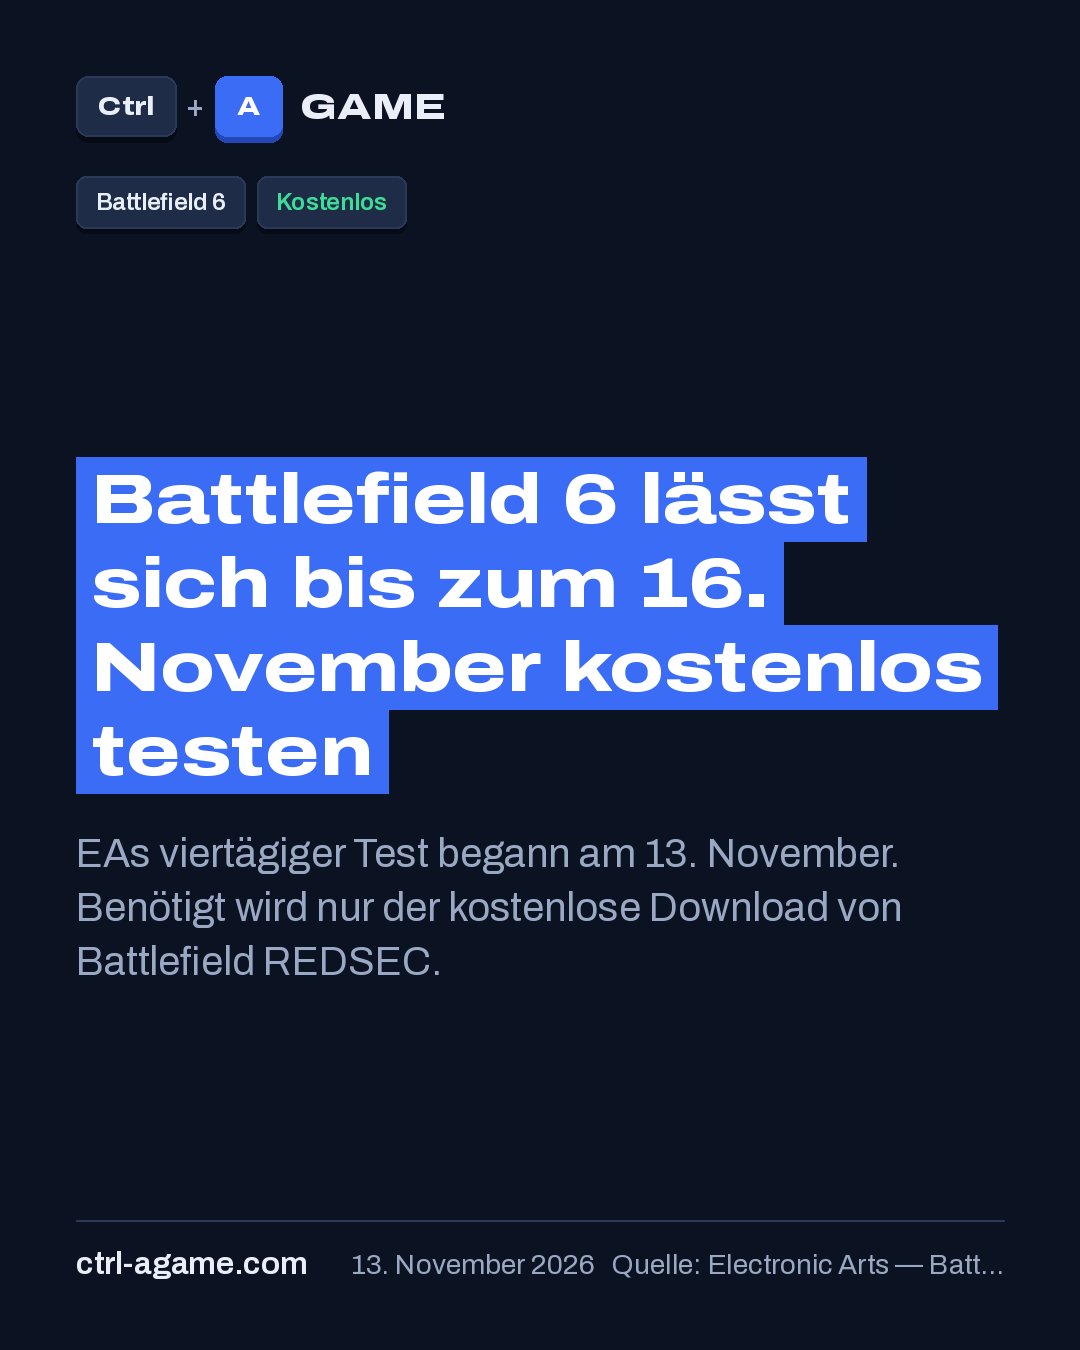 Ctrl + A GAME
Battlefield 6 Kostenlos
Battlefield 6 lässt
sich bis zum 16.
November kostenlos
testen
EAs viertägiger Test begann am 13. November.
Benötigt wird nur der kostenlose Download von
Battlefield REDSEC.
ctrl-agame.com 13. November 2026 Quelle: Electronic Arts — Batt...